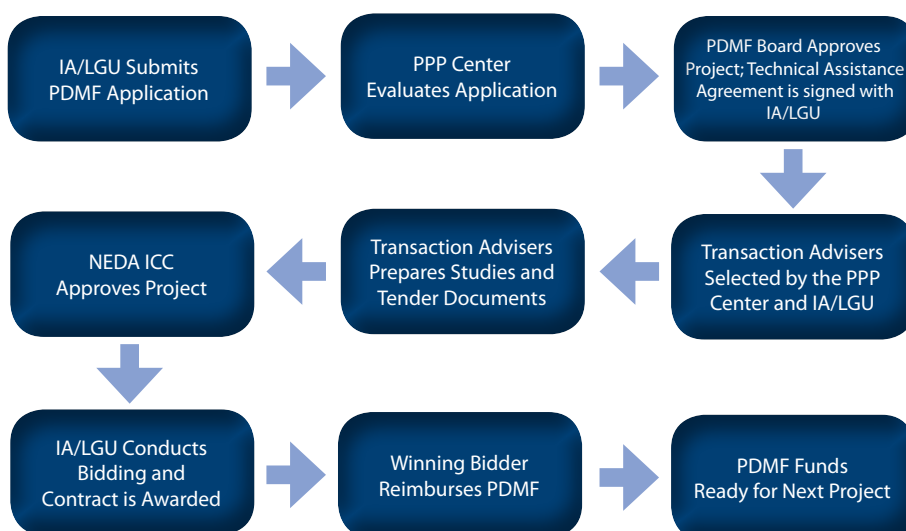 IA/LGU Submits
PDMF Application
PPP Center
Evaluates Application
PDMF Board Approves
Project; Technical Assistance
Agreement is signed with
IA/LGU
Transaction Advisers
Selected by the PPP
Center and IA/LGU
Transaction Advisers
Prepares Studies and
Tender Documents
NEDA ICC
Approves Project
IA/LGU Conducts
Bidding and
Contract is Awarded
Winning Bidder
Reimburses PDMF
PDMF Funds
Ready for Next Project